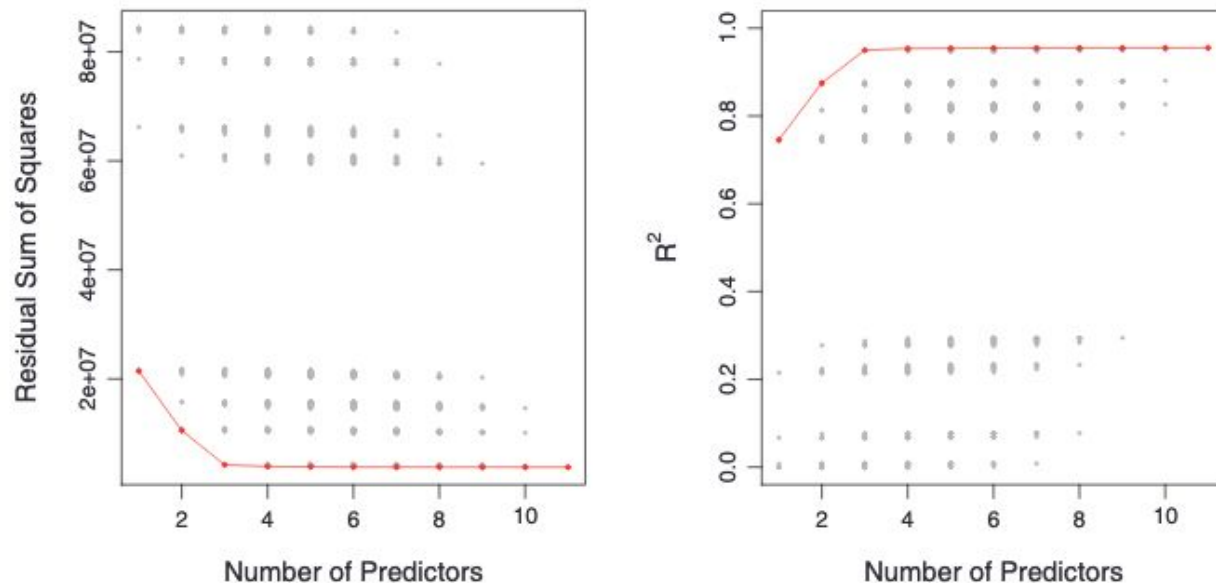 Residual Sum of Squares
8e+07
6e+07
4e+07
2e+07
2 4 6 8 10
Number of Predictors
R²
1.0
0.8
0.6
0.4
0.2
0.0
2 4 6 8 10
Number of Predictors